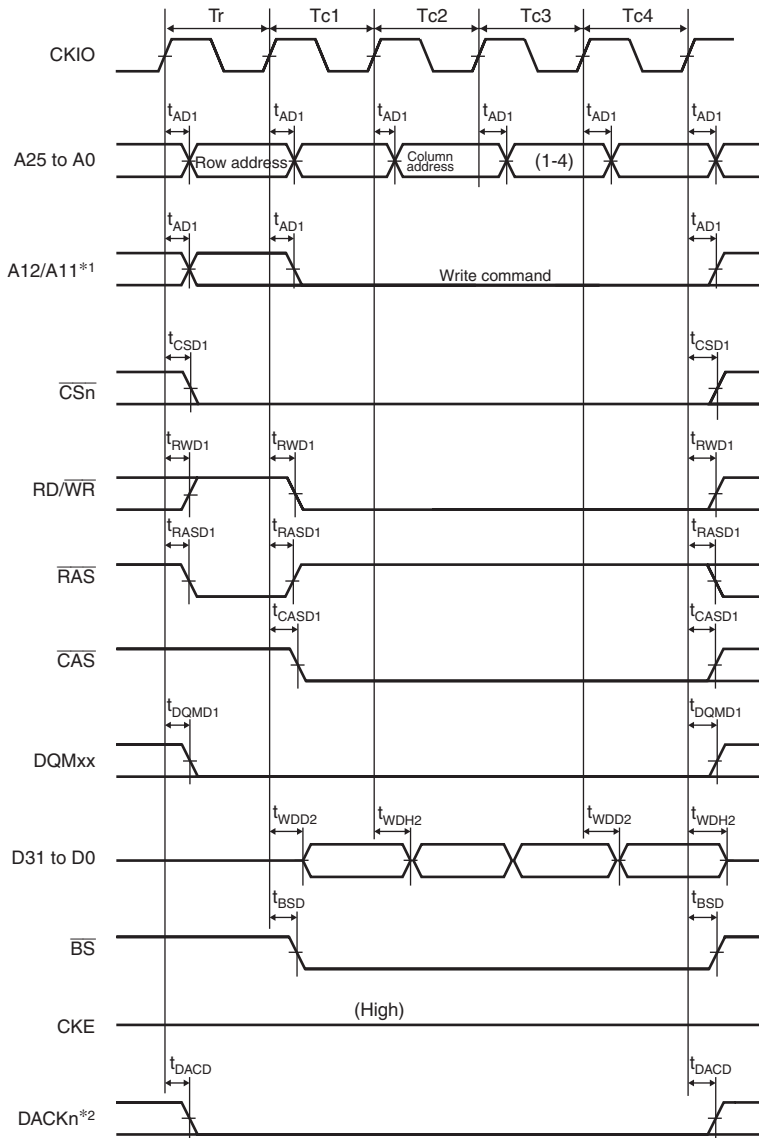 Tr Tc1 Tc2 Tc3 Tc4
CKIO
tAD1 tAD1 tAD1 tAD1 tAD1 tAD1
A25 to A0 Row address Column address (1-4)
tAD1 tAD1 tAD1
A12/A11*1 Write command
tCSD1 tCSD1
CSn
tRWD1 tRWD1 tRWD1
RD/WR
tRASD1 tRASD1 tRASD1
RAS
tCASD1 tCASD1
CAS
tDQMD1 tDQMD1
DQMxx
tWDD2 tWDH2 tWDD2 tWDH2
D31 to D0
tBSD tBSD
BS
(High)
CKE
tDACD tDACD
DACKn*2